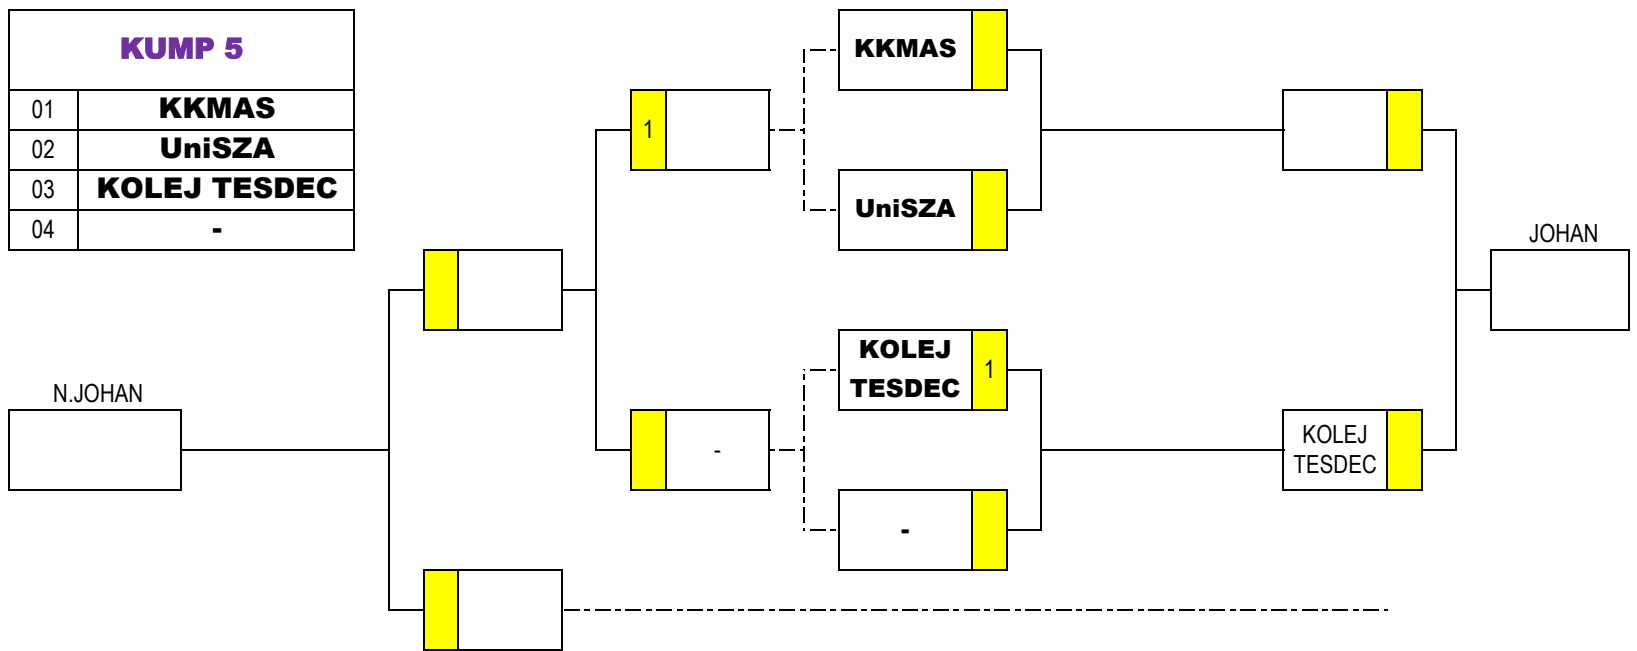 KUMP 5
01 KKMAS
02 UniSZA
03 KOLEJ TESDEC
04 -
KKMAS
1
UniSZA
JOHAN
KOLEJ
TESDEC
1
N.JOHAN
-
KOLEJ
TESDEC
-